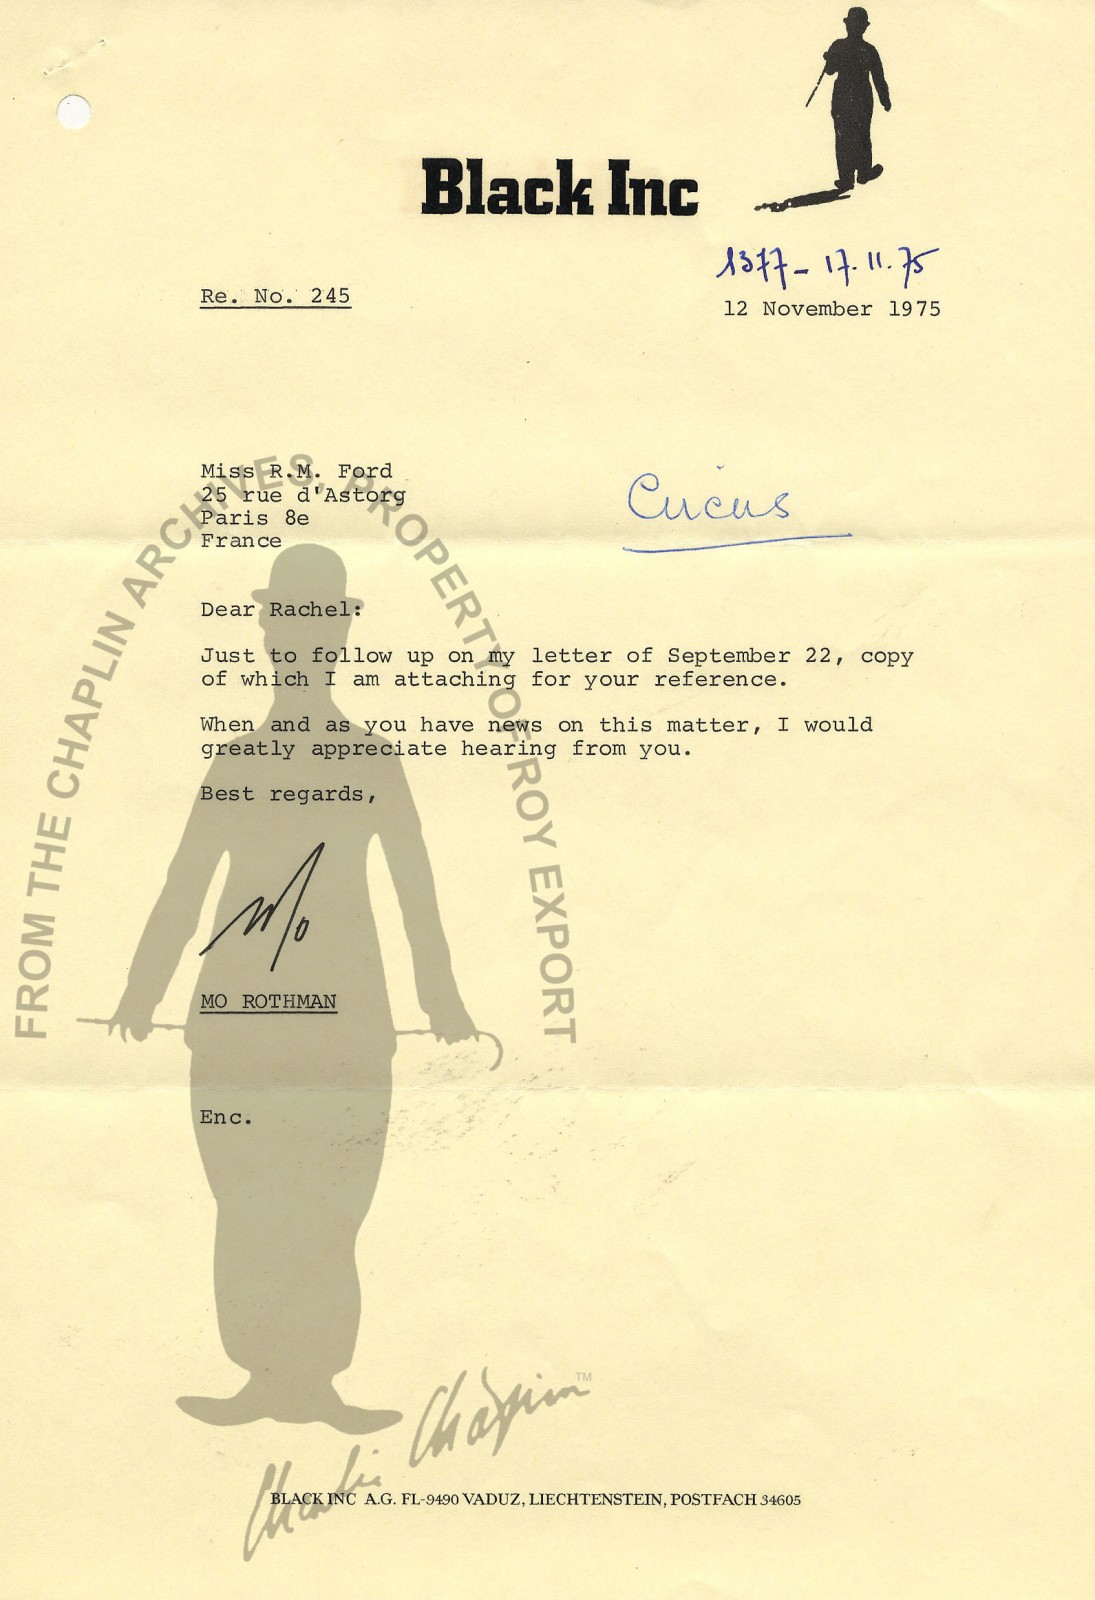 Black Inc
1377 - 17.11.75
Re. No. 245
12 November 1975
Miss R.M. Ford
25 rue d'Astorg
Paris 8e
France
Circus
Dear Rachel:
Just to follow up on my letter of September 22, copy
of which I am attaching for your reference.
When and as you have news on this matter, I would
greatly appreciate hearing from you.
Best regards,
Mo
MO ROTHMAN
Enc.
FROM THE CHAPLIN ARCHIVES, PROPERTY OF ROY EXPORT
Charlie Chaplin™
BLACK INC A.G. FL-9490 VADUZ, LIECHTENSTEIN, POSTFACH 34605